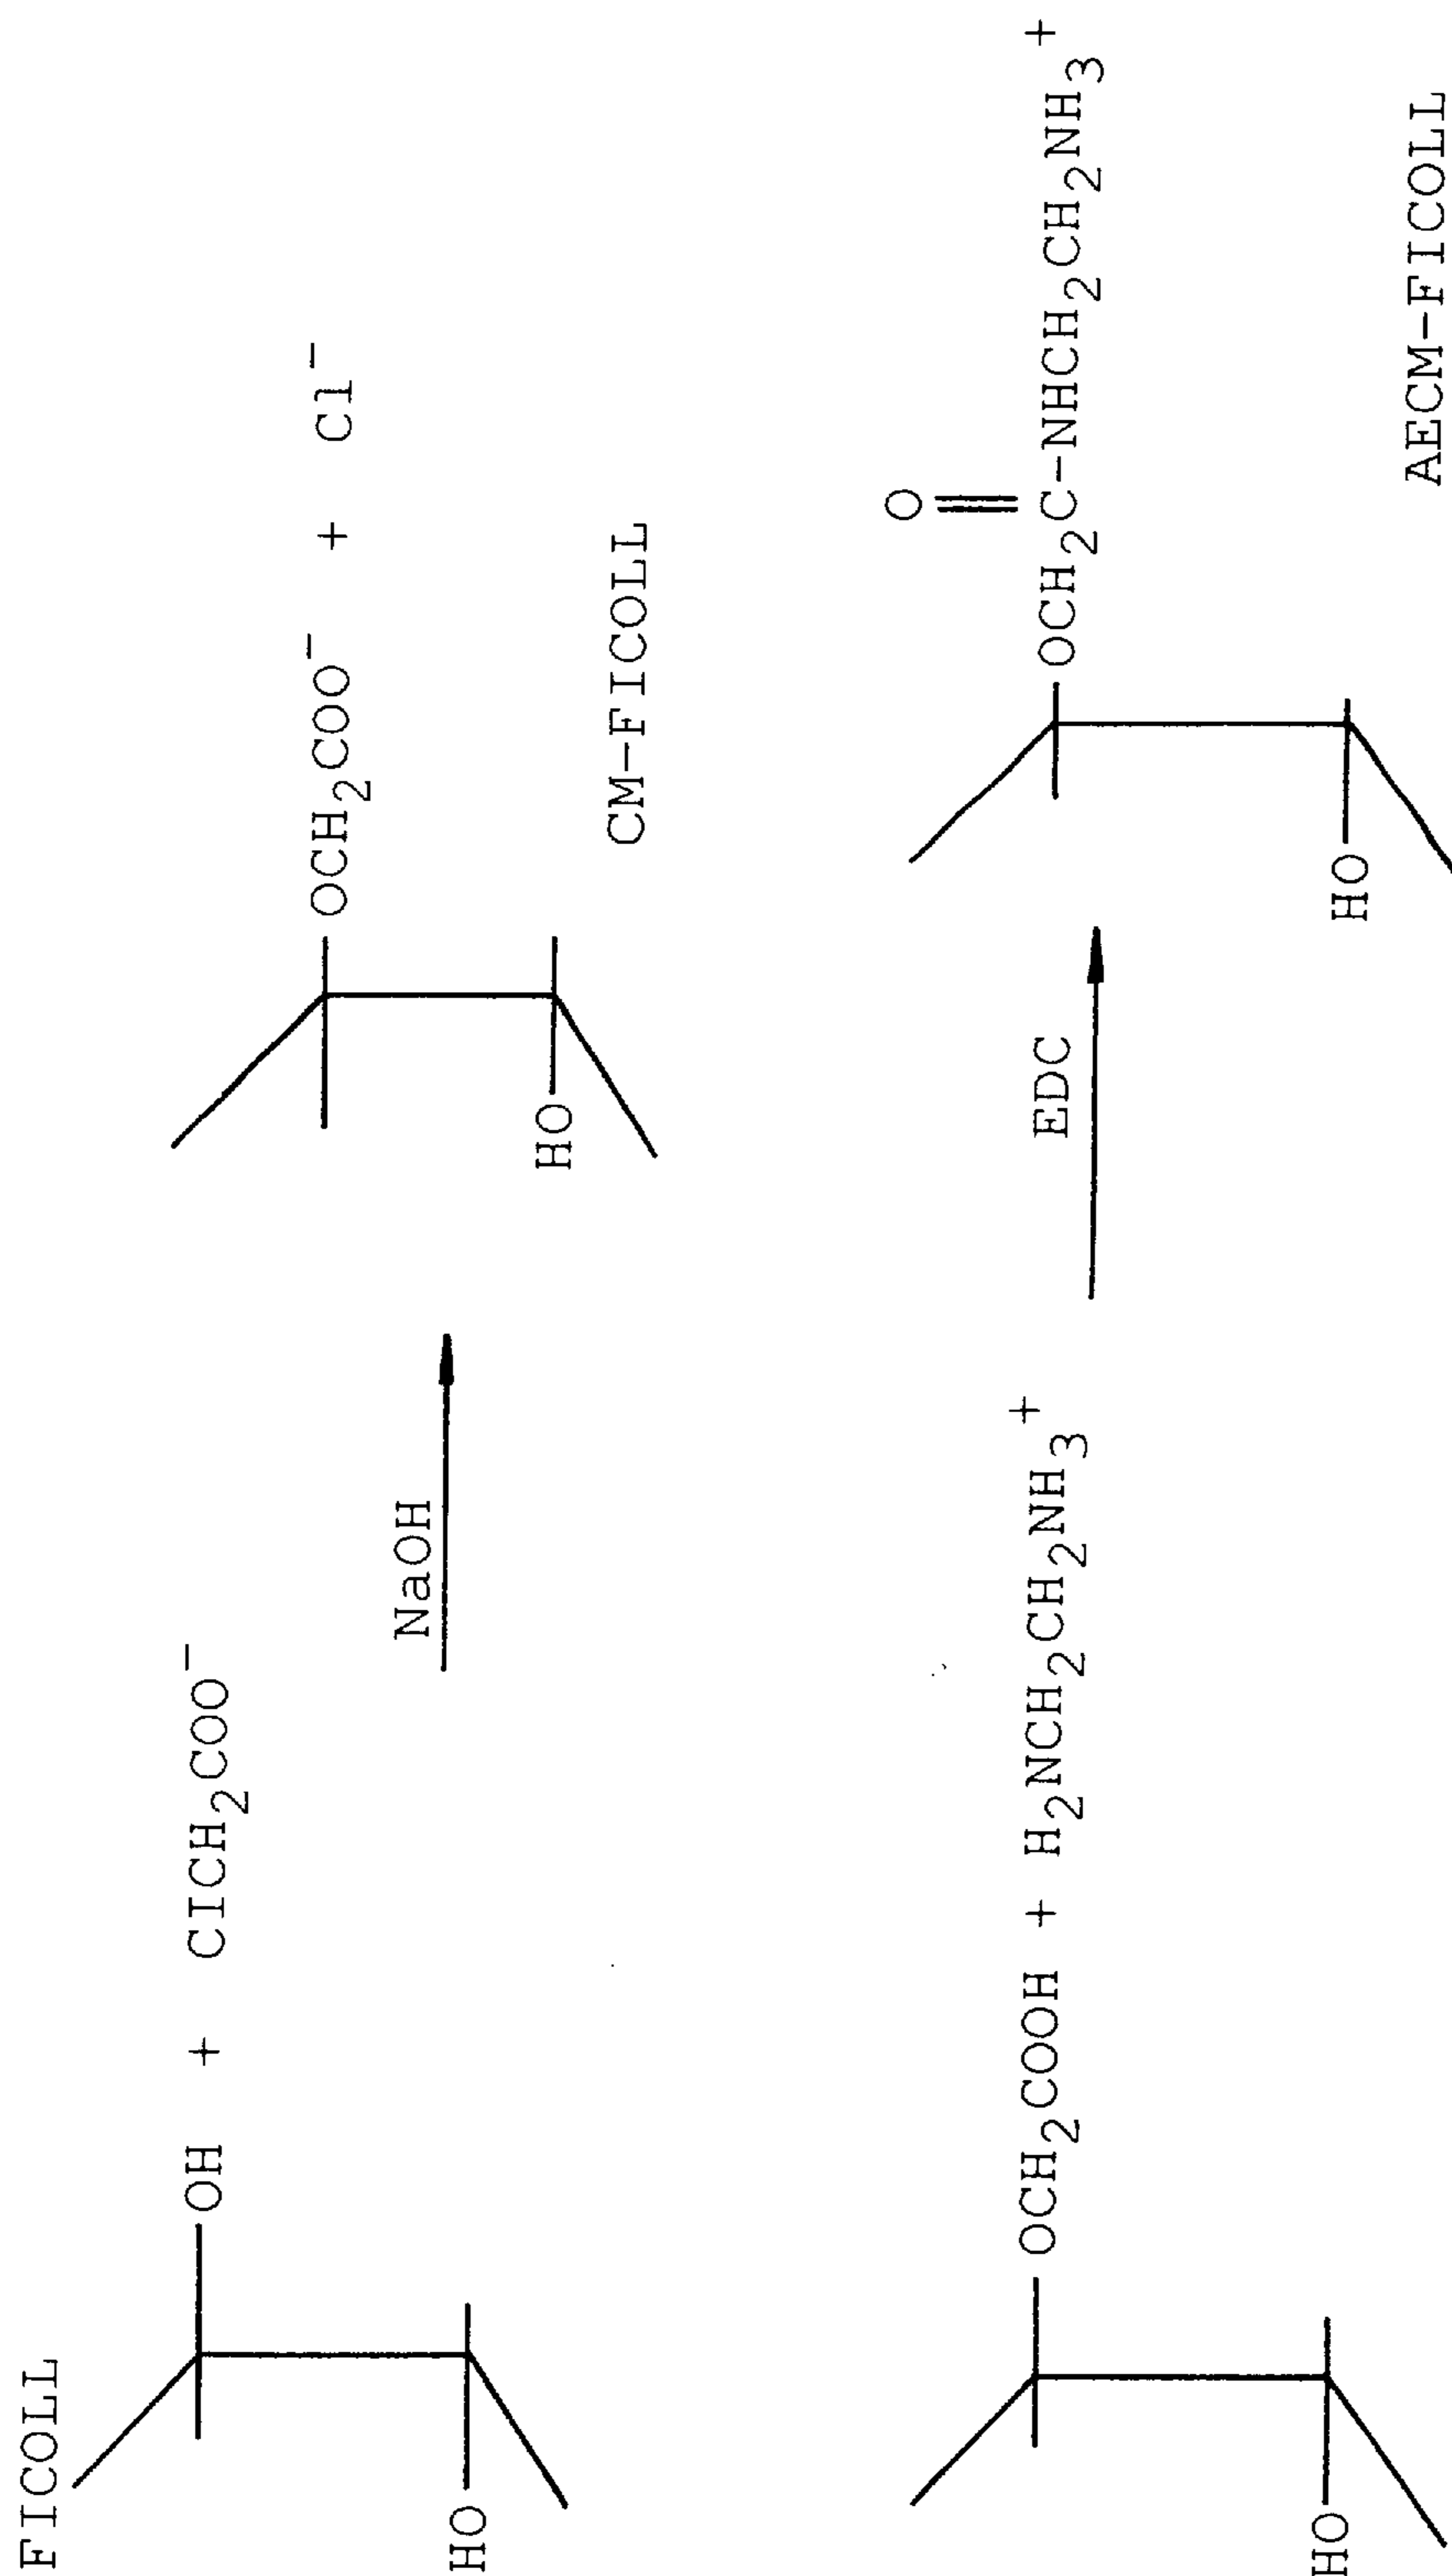 FICOLL
OH + ClCH₂COO⁻
HO
NaOH
OCH₂COO⁻ + Cl⁻
HO
CM-FICOLL
OCH₂COOH + H₂NCH₂CH₂NH₃⁺
HO
EDC
O
OCH₂C-NHCH₂CH₂NH₃⁺
HO
AECM-FICOLL